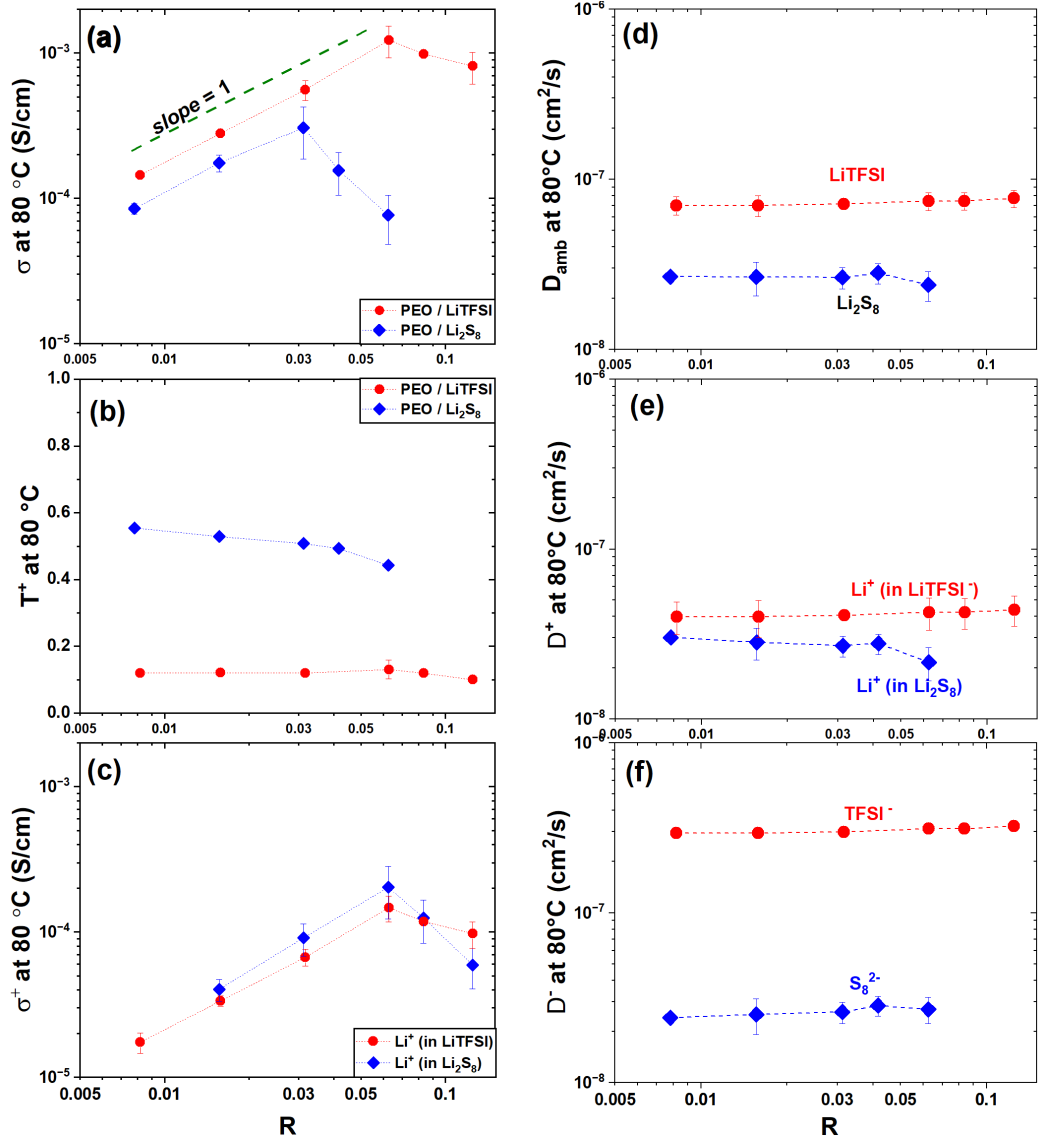 (a)
σ at 80 °C (S/cm)
10⁻³
10⁻⁴
10⁻⁵
slope = 1
PEO / LiTFSI
PEO / Li₂S₈
0.005
0.01
0.03
0.05
0.1
(b)
T⁺ at 80 °C
1.0
0.8
0.6
0.4
0.2
0.0
PEO / LiTFSI
PEO / Li₂S₈
0.005
0.01
0.03
0.05
0.1
(c)
σ⁺ at 80 °C (S/cm)
10⁻³
10⁻⁴
10⁻⁵
Li⁺ (in LiTFSI)
Li⁺ (in Li₂S₈)
0.005
0.01
0.03
0.05
0.1
R
(d)
D_amb at 80°C (cm²/s)
10⁻⁶
10⁻⁷
10⁻⁸
LiTFSI
Li₂S₈
0.005
0.01
0.05
0.1
(e)
D⁺ at 80°C (cm²/s)
10⁻⁶
10⁻⁷
10⁻⁸
Li⁺ (in LiTFSI⁻)
Li⁺ (in Li₂S₈)
0.005
0.01
0.05
0.1
(f)
D⁻ at 80°C (cm²/s)
10⁻⁶
10⁻⁷
10⁻⁸
TFSI⁻
S₈²⁻
0.005
0.01
0.05
0.1
R